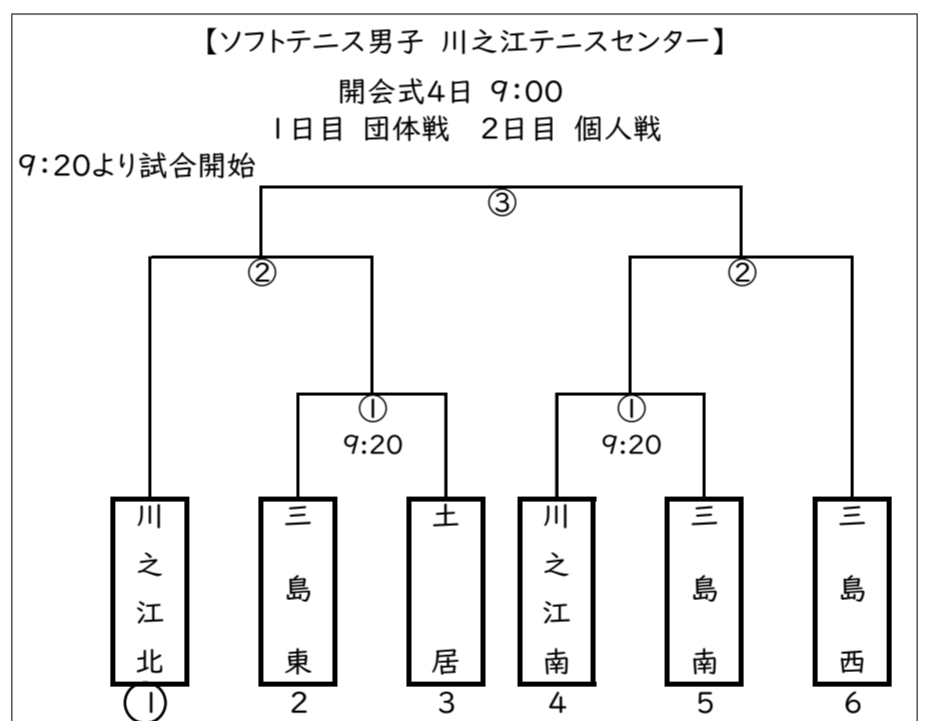 【ソフトテニス男子 川之江テニスセンター】
開会式4日 9:00
1日目 団体戦 2日目 個人戦
9:20より試合開始
③
② ②
① ①
9:20 9:20
川之江北 三島東 土居 川之江南 三島南 三島西
① 2 3 4 5 6